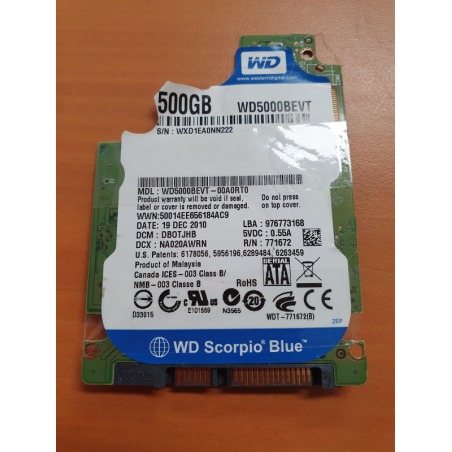 WD
www.westerndigital.com
500GB WD5000BEVT
S/N : WXD1EA0NN222
MDL : WD5000BEVT-00A0RT0
Product warranty will be void if seal, Do not press
label or cover is removed or damaged. on top cover
WWN:50014EE656184AC9
DATE: 19 DEC 2010 LBA : 976773168
DCM : DBOTJHB 5VDC : 0.55A
DCX : NA020AWRN R/N : 771672
U.S. Patents: 6178056, 5956196,6289484, 6263459
Product of Malaysia
Canada ICES-003 Class B/
NMB-003 Classe B
RoHS
SERIAL
ATA
D33015
E101559
N3565
20
WDT-771672(B)
ZEP
WD Scorpio® Blue™